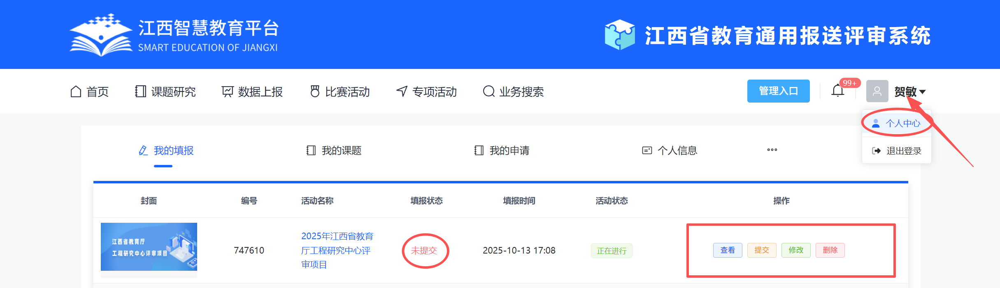 江西智慧教育平台
SMART EDUCATION OF JIANGXI
江西省教育通用报送评审系统
首页
课题研究
数据上报
比赛活动
专项活动
业务搜索
管理入口
99+
贺敏
个人中心
退出登录
我的填报
我的课题
我的申请
个人信息
封面
编号
活动名称
填报状态
填报时间
活动状态
操作
江西省教育厅
工程研究中心评审项目
747610
2025年江西省教育
厅工程研究中心评
审项目
未提交
2025-10-13 17:08
正在进行
查看
提交
修改
删除